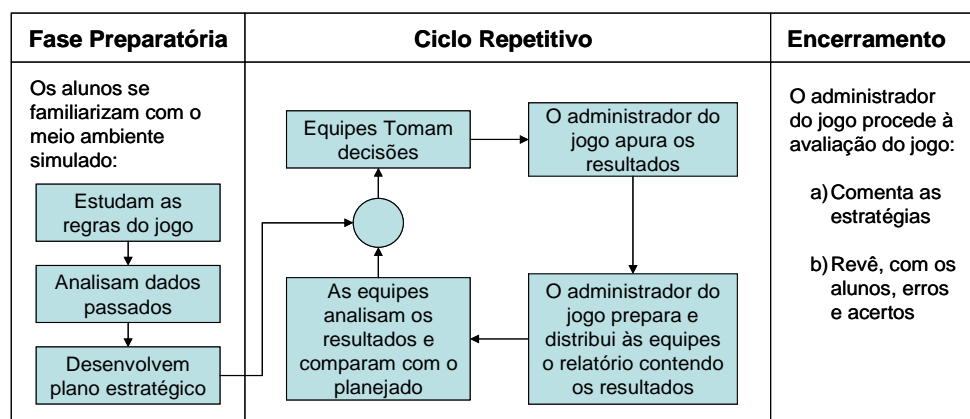 Fase Preparatória
Ciclo Repetitivo
Encerramento
Os alunos se
familiarizam com o
meio ambiente
simulado:
Estudam as
regras do jogo
Analisam dados
passados
Desenvolvem
plano estratégico
Equipes Tomam
decisões
O administrador do
jogo apura os
resultados
As equipes
analisam os
resultados e
comparam com o
planejado
O administrador do
jogo prepara e
distribui às equipes
o relatório contendo
os resultados
O administrador
do jogo procede à
avaliação do jogo:
a) Comenta as
estratégias
b) Revê, com os
alunos, erros
e acertos